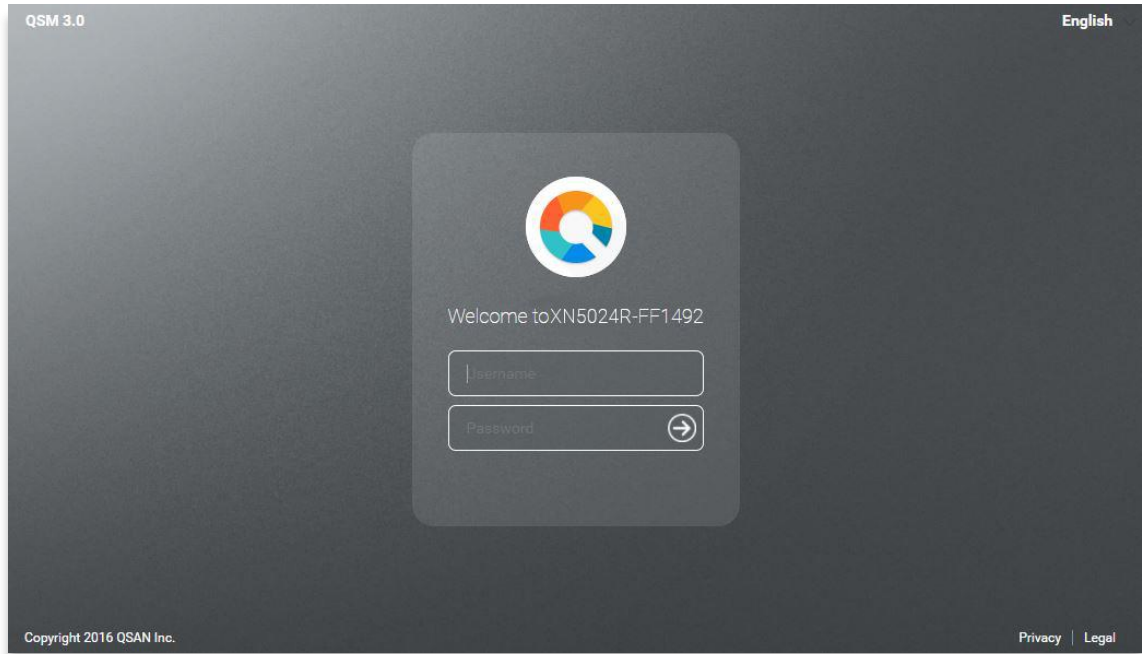 QSM 3.0
English
Welcome toXN5024R-FF1492
Username
Password
Copyright 2016 QSAN Inc.
Privacy | Legal